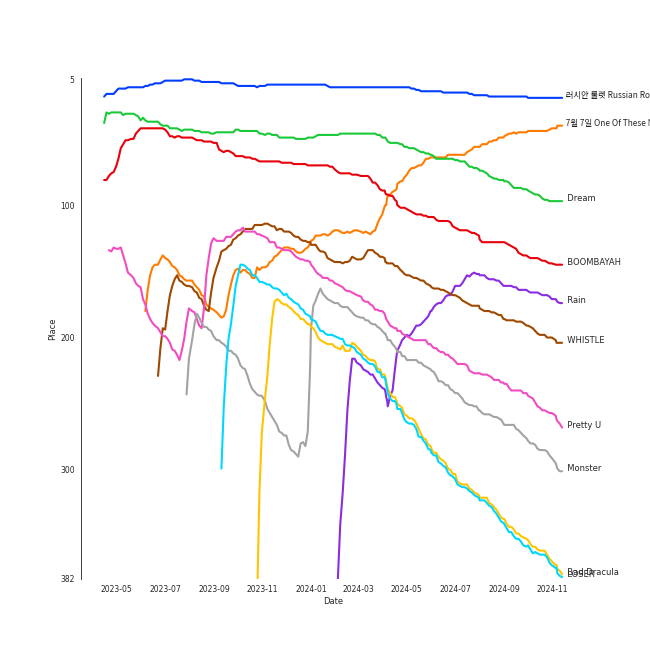 5
100
200
300
382
Place
2023-05
2023-07
2023-09
2023-11
2024-01
2024-03
2024-05
2024-07
2024-09
2024-11
Date
러시안 룰렛 Russian Ro
7월 7일 One Of These N
Dream
BOOMBAYAH
Rain
WHISTLE
Pretty U
Monster
Dracula